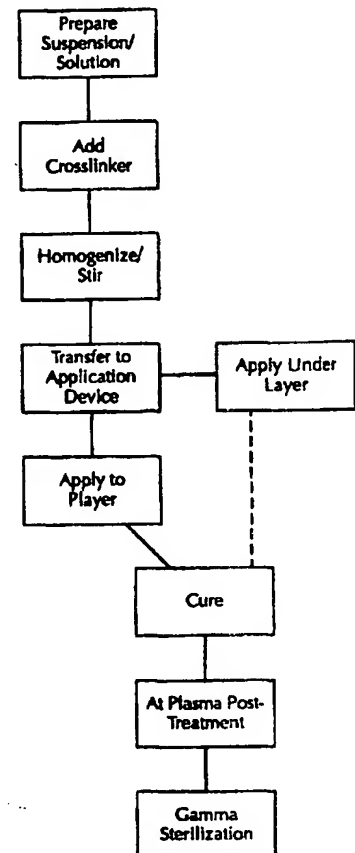 Prepare
Suspension/
Solution
Add
Crosslinker
Homogenize/
Stir
Transfer to
Application
Device
Apply Under
Layer
Apply to
Player
Cure
At Plasma Post-
Treatment
Gamma
Sterilization